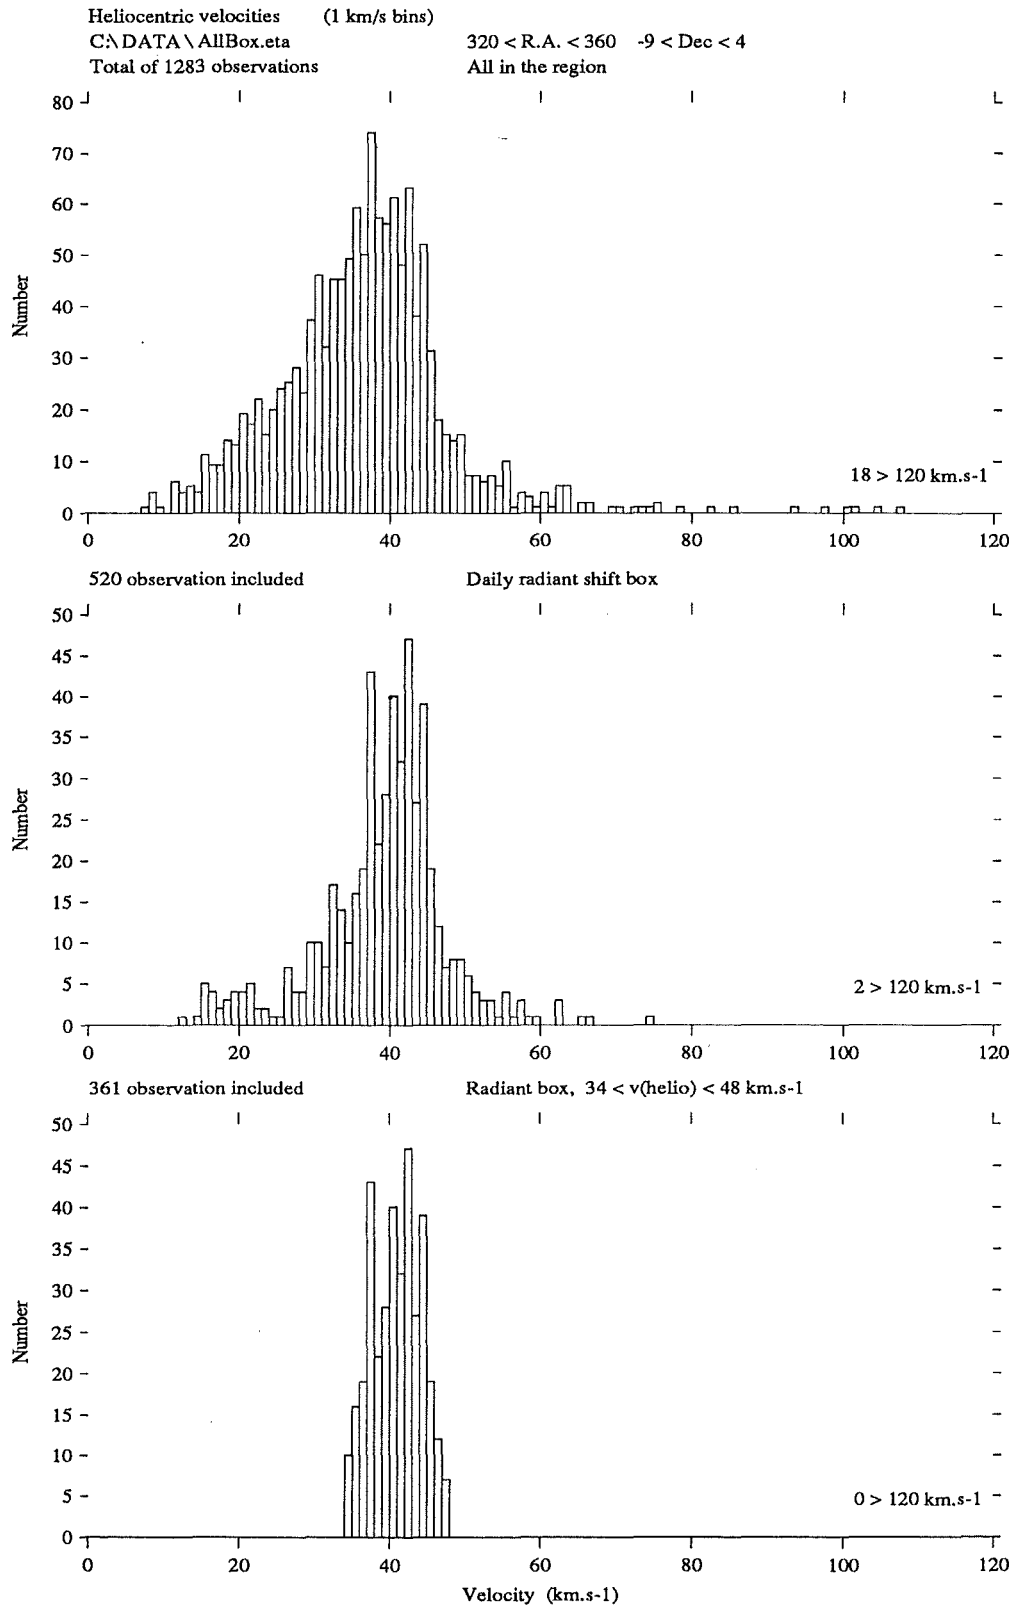 Heliocentric velocities (1 km/s bins)
C:\DATA\AllBox.eta 320 < R.A. < 360 -9 < Dec < 4
Total of 1283 observations All in the region
80
70
60
50
40
30
20
10
0
Number
18 > 120 km.s-1
0 20 40 60 80 100 120
520 observation included Daily radiant shift box
50
45
40
35
30
25
20
15
10
5
0
Number
2 > 120 km.s-1
0 20 40 60 80 100 120
361 observation included Radiant box, 34 < v(helio) < 48 km.s-1
50
45
40
35
30
25
20
15
10
5
0
Number
0 > 120 km.s-1
0 20 40 60 80 100 120
Velocity (km.s-1)